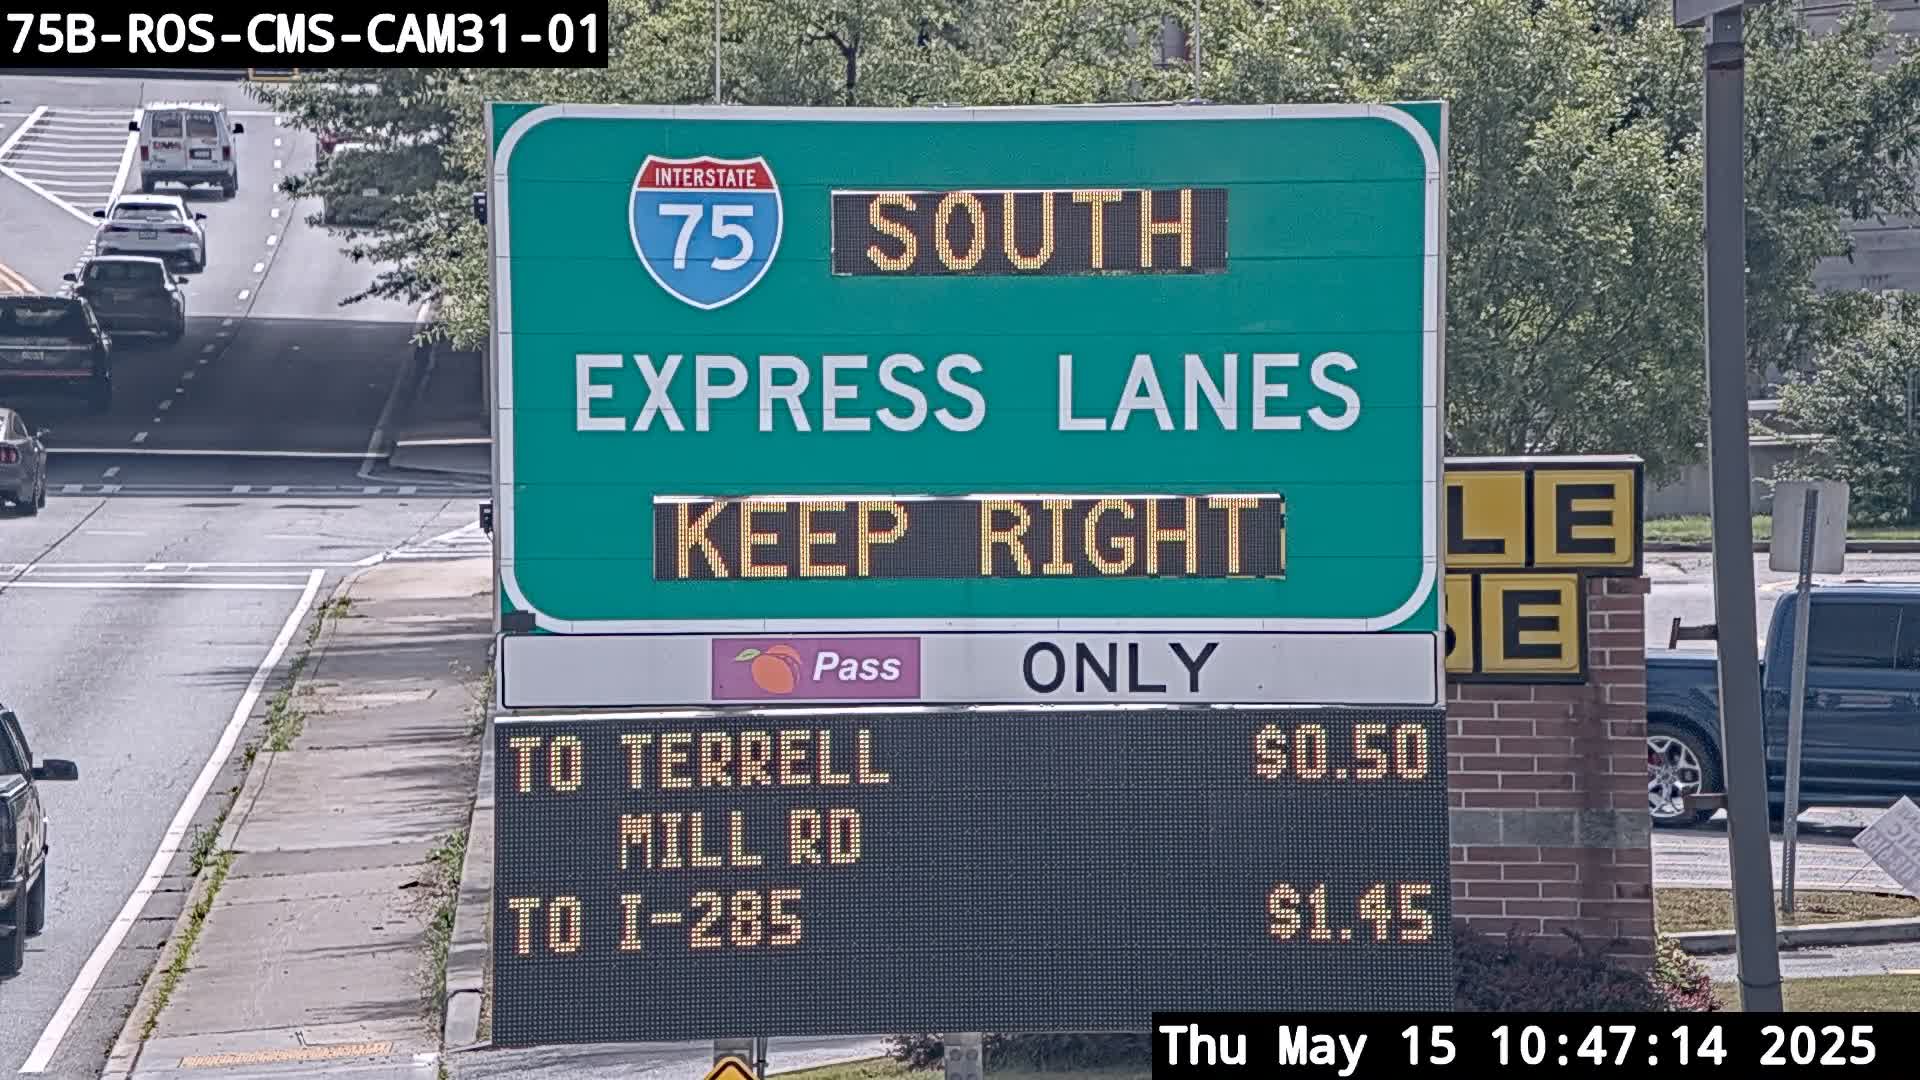 75B-ROS-CMS-CAM31-01
INTERSTATE
75
SOUTH
EXPRESS LANES
KEEP RIGHT
Pass
ONLY
TO TERRELL $0.50
MILL RD
TO I-285 $1.45
LE
E
Thu May 15 10:47:14 2025